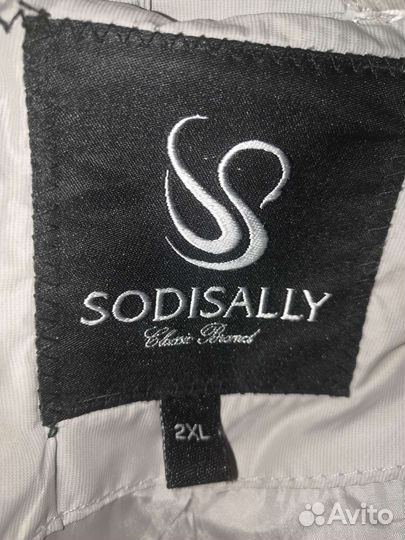 SODISALLY
Classic Brand
2XL
Avito